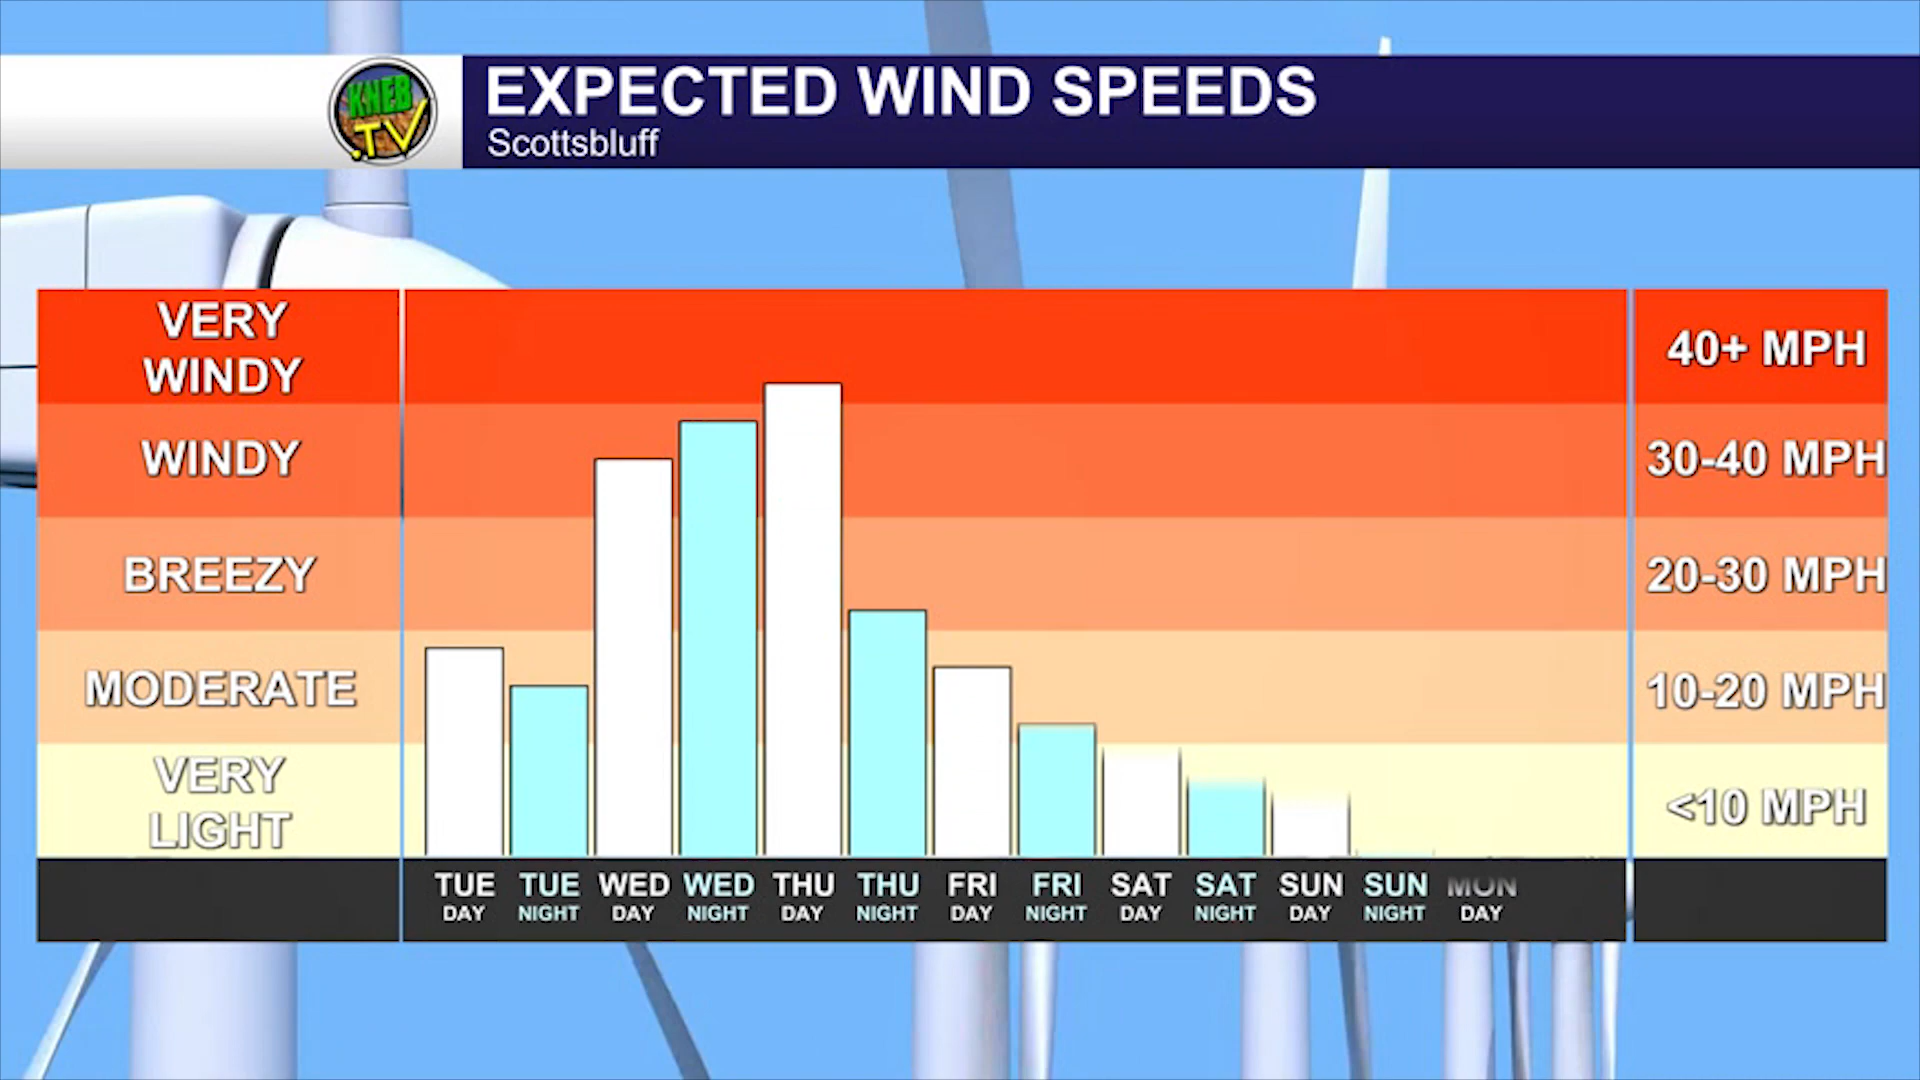 KNEB
.TV
EXPECTED WIND SPEEDS
Scottsbluff
VERY
WINDY
40+ MPH
WINDY
30-40 MPH
BREEZY
20-30 MPH
MODERATE
10-20 MPH
VERY
LIGHT
<10 MPH
TUE TUE WED WED THU THU FRI FRI SAT SAT SUN SUN MON
DAY NIGHT DAY NIGHT DAY NIGHT DAY NIGHT DAY NIGHT DAY NIGHT DAY